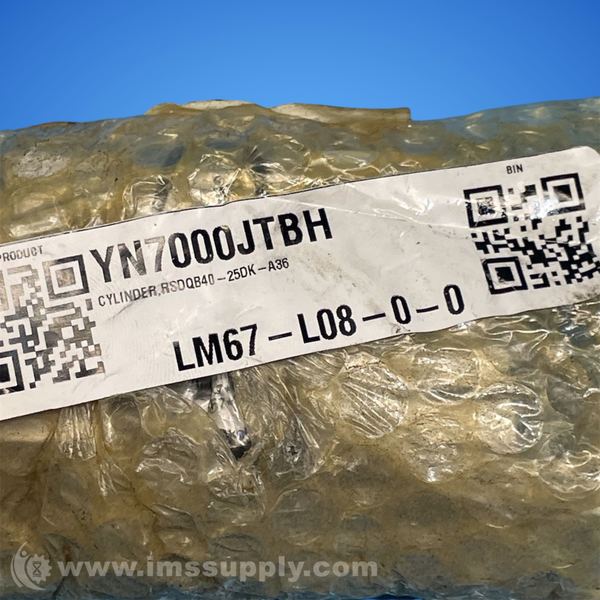 PRODUCT
YN7000JTBH
CYLINDER,RSDQB40-25DK-A36
BIN
LM67-L08-0-0
www.imssupply.com